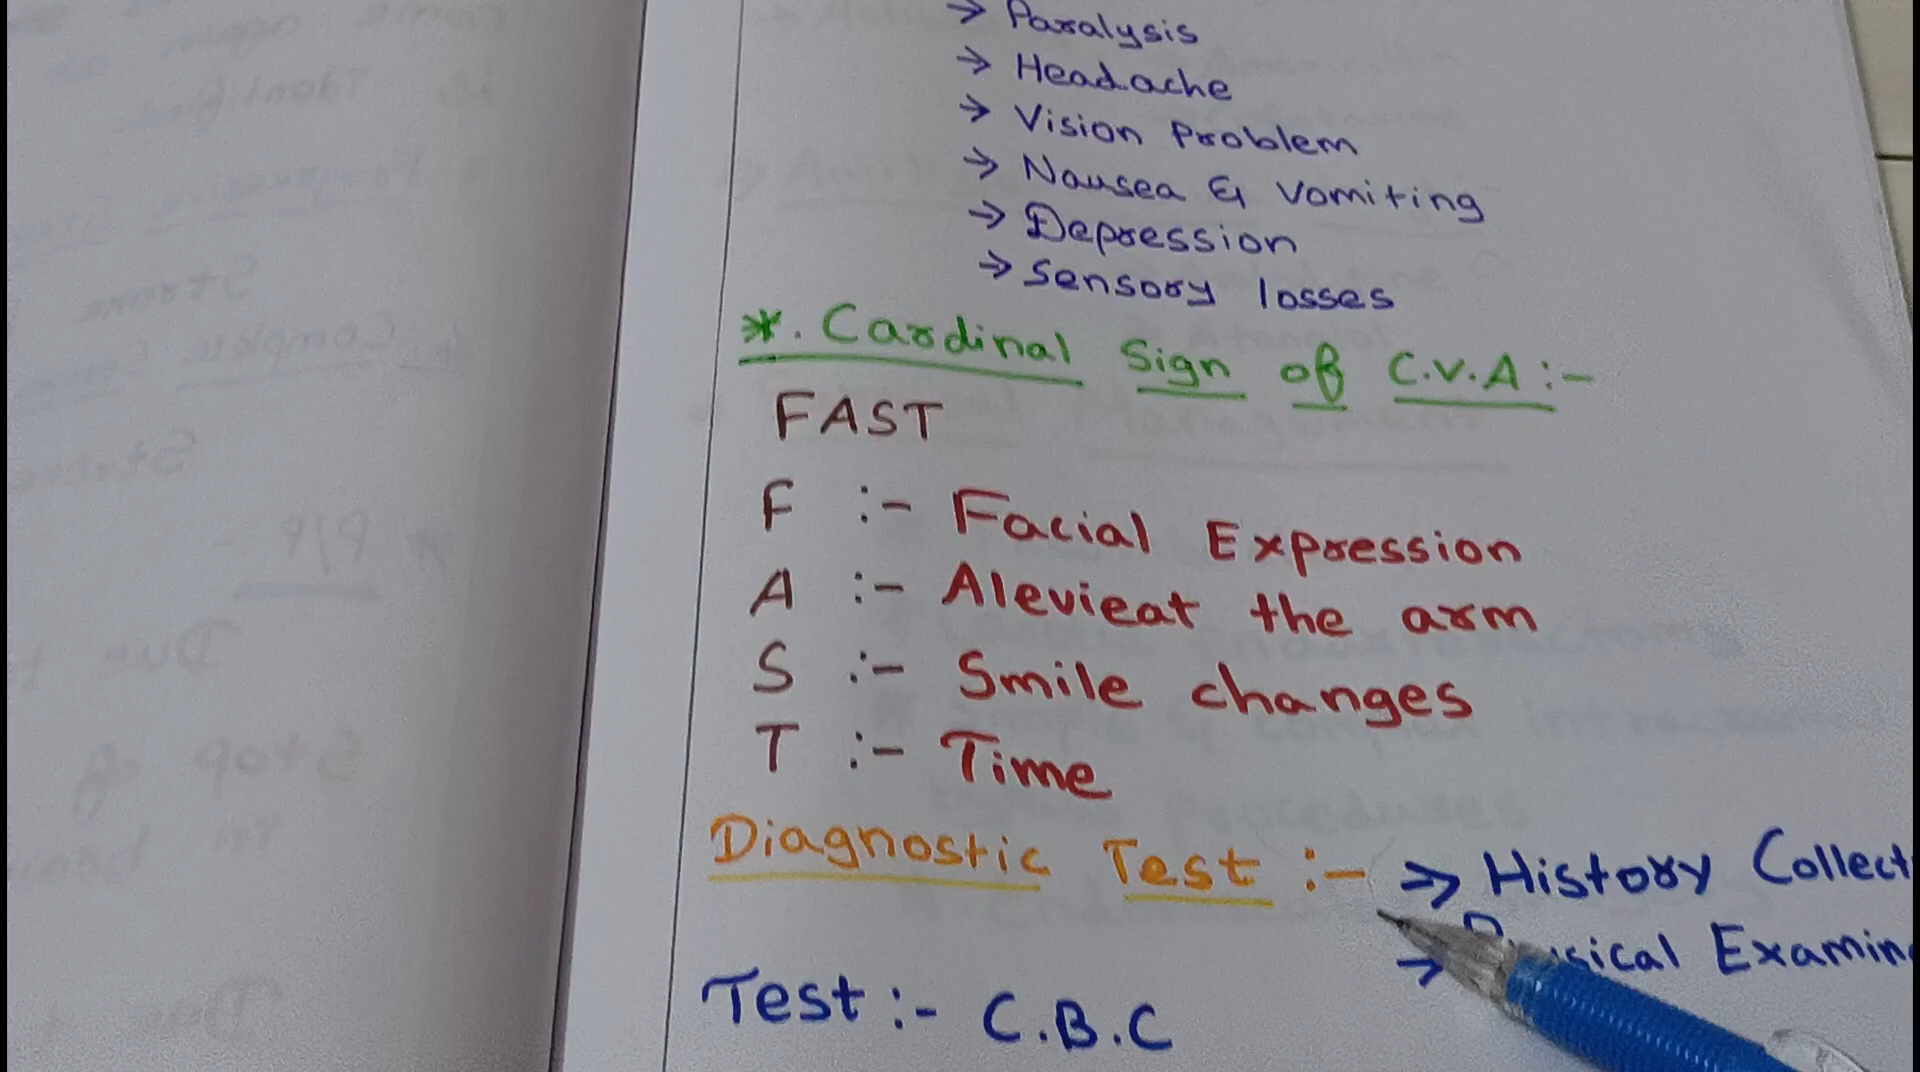 → Paralysis
→ Headache
→ Vision Problem
→ Nausea & Vomiting
→ Depression
→ Sensory losses
*. Cardinal Sign of C.V.A :-
FAST
F :- Facial Expression
A :- Alevieat the arm
S :- Smile changes
T :- Time
Diagnostic Test :- → History Collect
→ Physical Examin
Test :- C.B.C